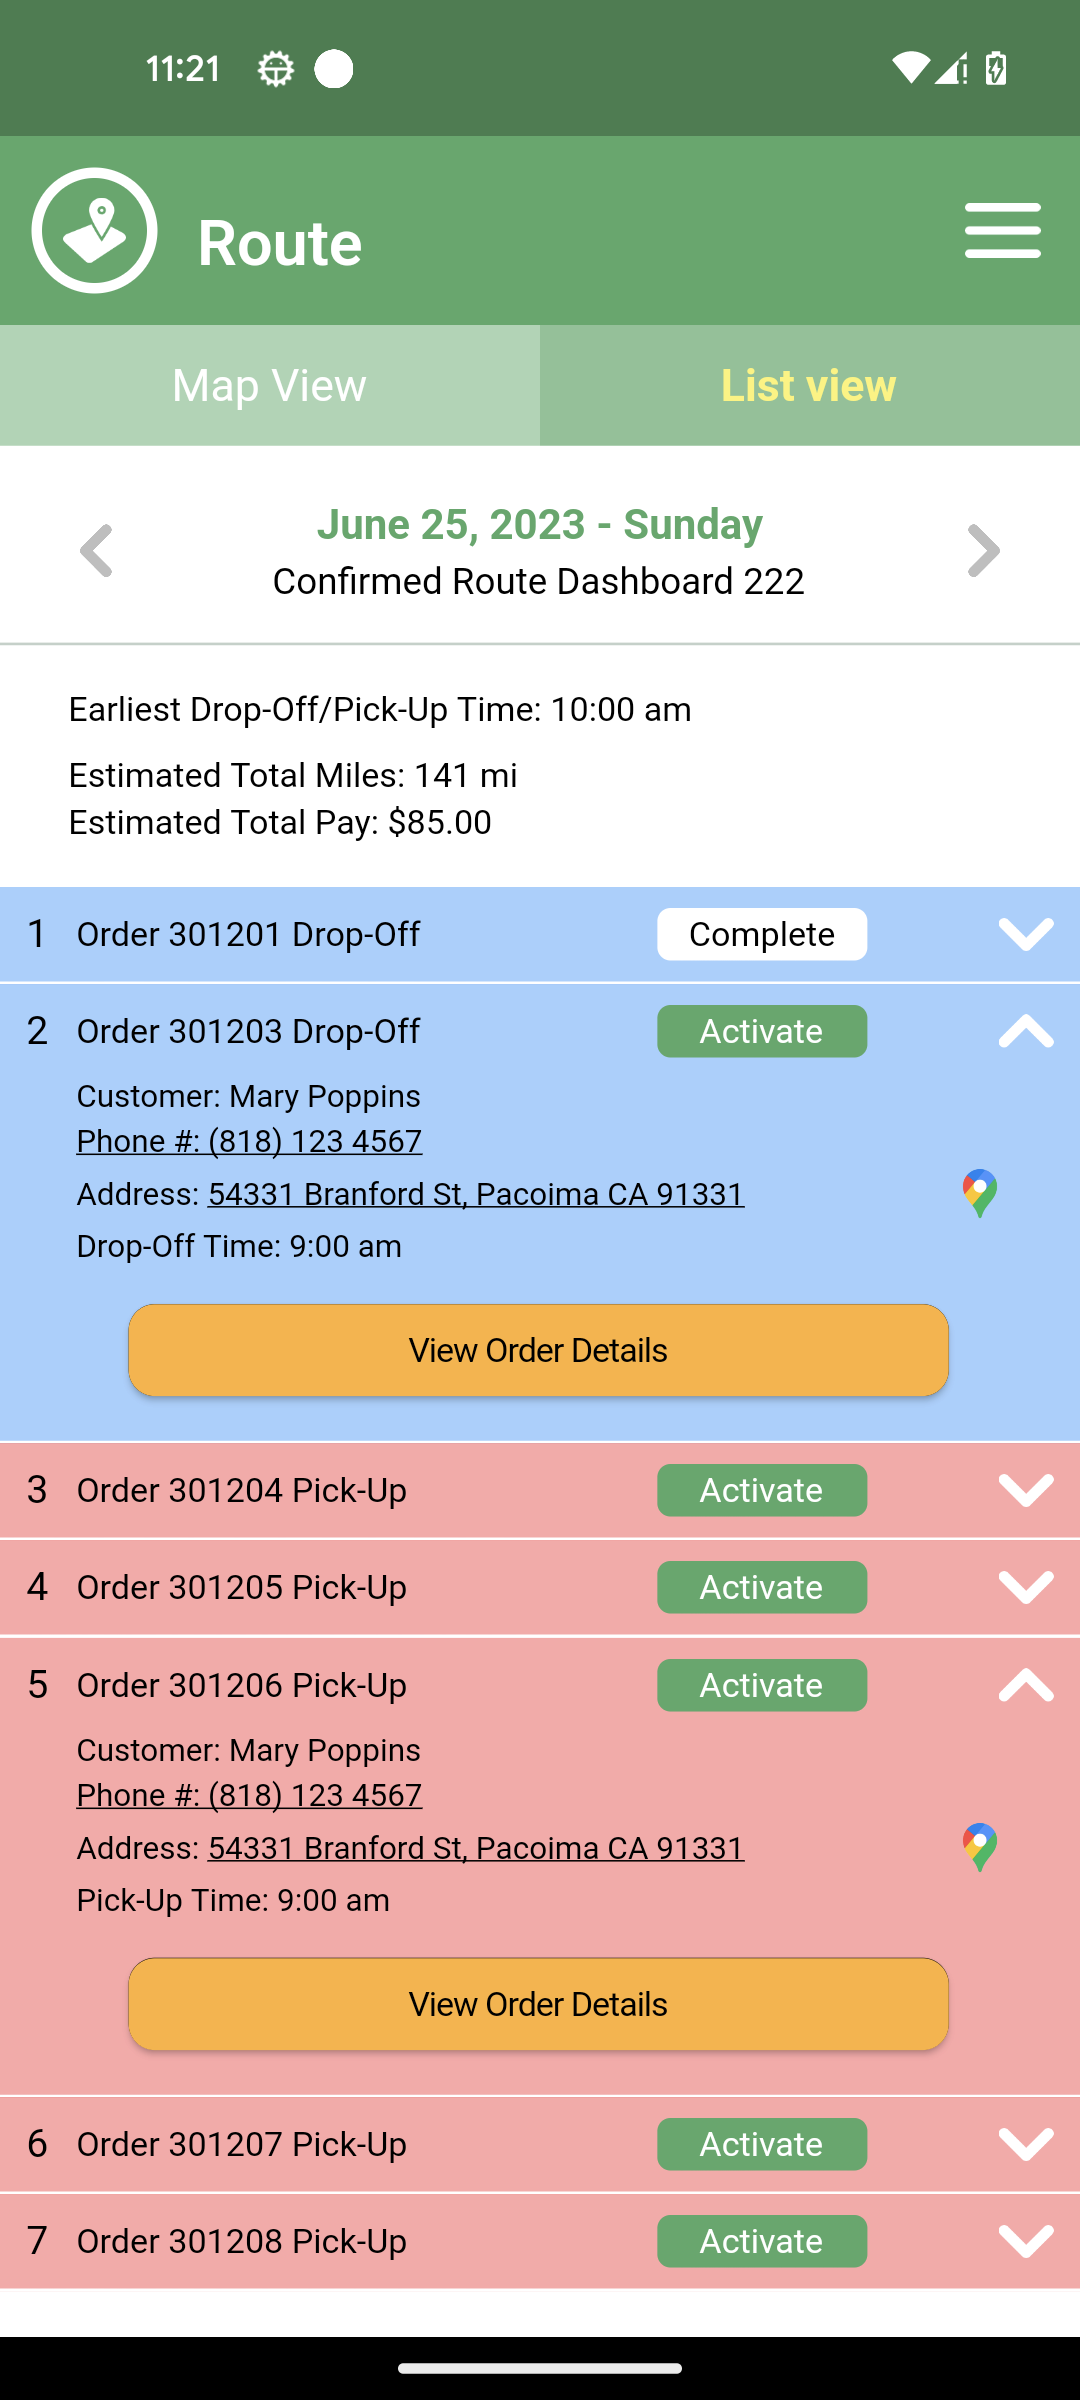 11:21
Route
Map View
List view
June 25, 2023 - Sunday
Confirmed Route Dashboard 222
Earliest Drop-Off/Pick-Up Time: 10:00 am
Estimated Total Miles: 141 mi
Estimated Total Pay: $85.00
1 Order 301201 Drop-Off Complete
2 Order 301203 Drop-Off Activate
Customer: Mary Poppins
Phone #: (818) 123 4567
Address: 54331 Branford St, Pacoima CA 91331
Drop-Off Time: 9:00 am
View Order Details
3 Order 301204 Pick-Up Activate
4 Order 301205 Pick-Up Activate
5 Order 301206 Pick-Up Activate
Customer: Mary Poppins
Phone #: (818) 123 4567
Address: 54331 Branford St, Pacoima CA 91331
Pick-Up Time: 9:00 am
View Order Details
6 Order 301207 Pick-Up Activate
7 Order 301208 Pick-Up Activate